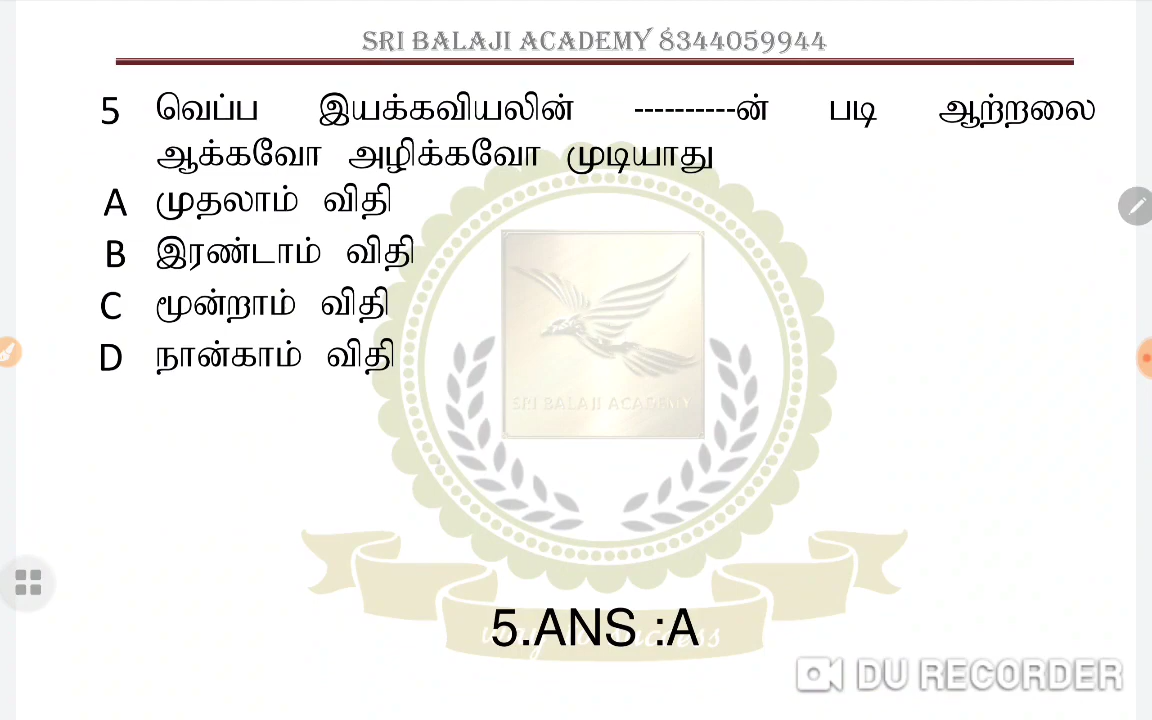 SRI BALAJI ACADEMY 8344059944
5 வெப்ப இயக்கவியலின் ----------ன் படி ஆற்றலை
ஆக்கவோ அழிக்கவோ முடியாது
A முதலாம் விதி
B இரண்டாம் விதி
C மூன்றாம் விதி
D நான்காம் விதி
SRI BALAJI ACADEMY
5.ANS :A
DU RECORDER